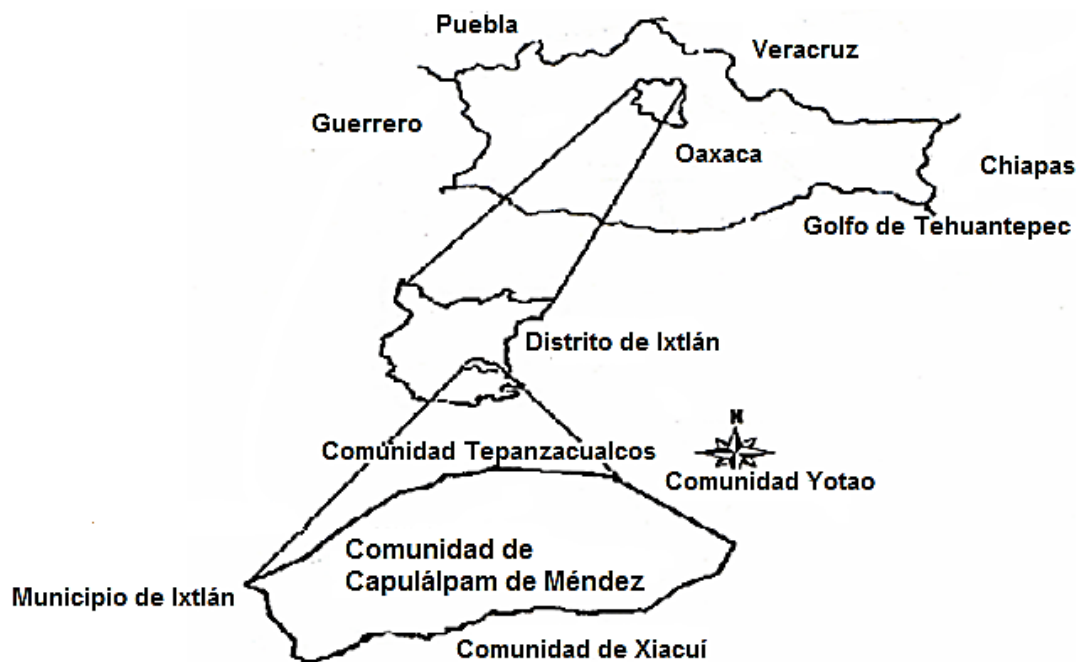 Puebla
Veracruz
Guerrero
Oaxaca
Chiapas
Golfo de Tehuantepec
Distrito de Ixtlán
N
Comunidad Tepanzacualcos
Comunidad Yotao
Comunidad de
Capulálpam de Méndez
Municipio de Ixtlán
Comunidad de Xiacuí